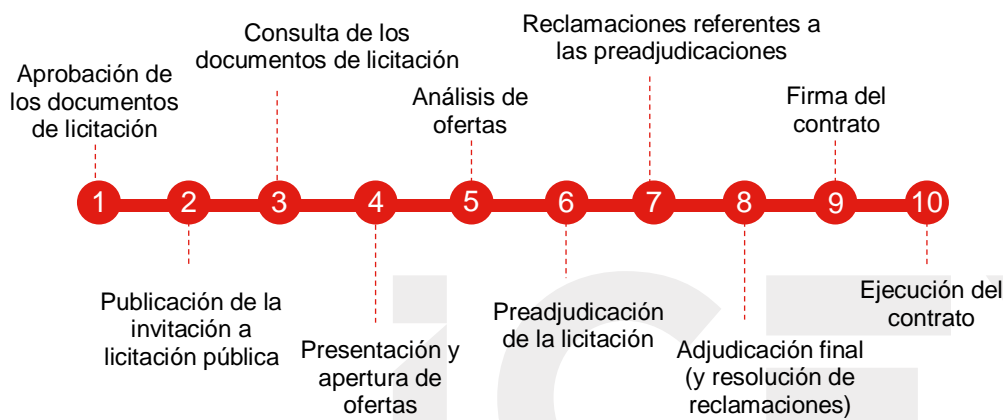 1
Aprobación de
los documentos
de licitación
2
Publicación de la
invitación a
licitación pública
3
Consulta de los
documentos de licitación
4
Presentación y
apertura de
ofertas
5
Análisis de
ofertas
6
Preadjudicación
de la licitación
7
Reclamaciones referentes a
las preadjudicaciones
8
Adjudicación final
(y resolución de
reclamaciones)
9
Firma del
contrato
10
Ejecución del
contrato